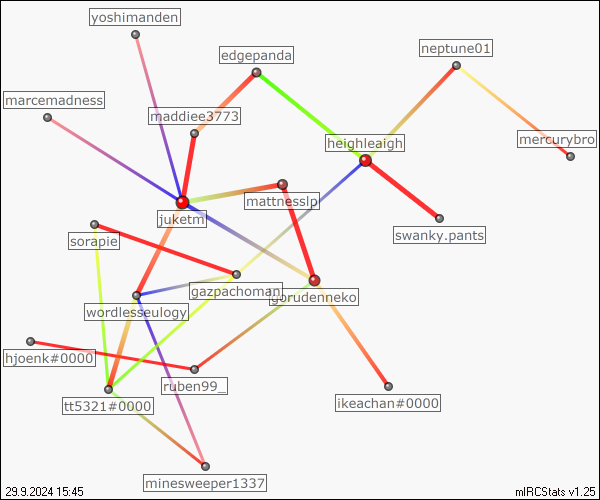 yoshimanden
edgepanda
neptune01
marcemadness
maddiee3773
heighleaigh
mercurybro
mattnesslp
juketm
swanky.pants
sorapie
gazpachoman
gorudenneko
wordlesseulogy
hjoenk#0000
ruben99_
tt5321#0000
ikeachan#0000
minesweeper1337
29.9.2024 15:45
mIRCStats v1.25